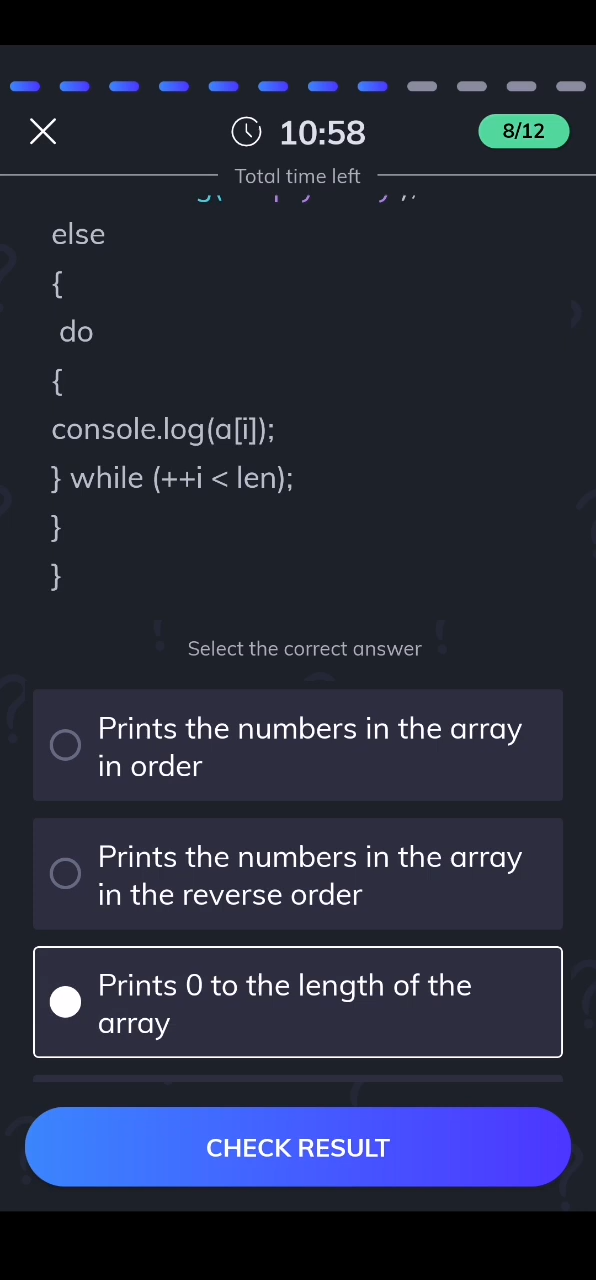 10:58
8/12
Total time left
else
{
do
{
console.log(a[i]);
} while (++i < len);
}
}
Select the correct answer
Prints the numbers in the array
in order
Prints the numbers in the array
in the reverse order
Prints 0 to the length of the
array
CHECK RESULT